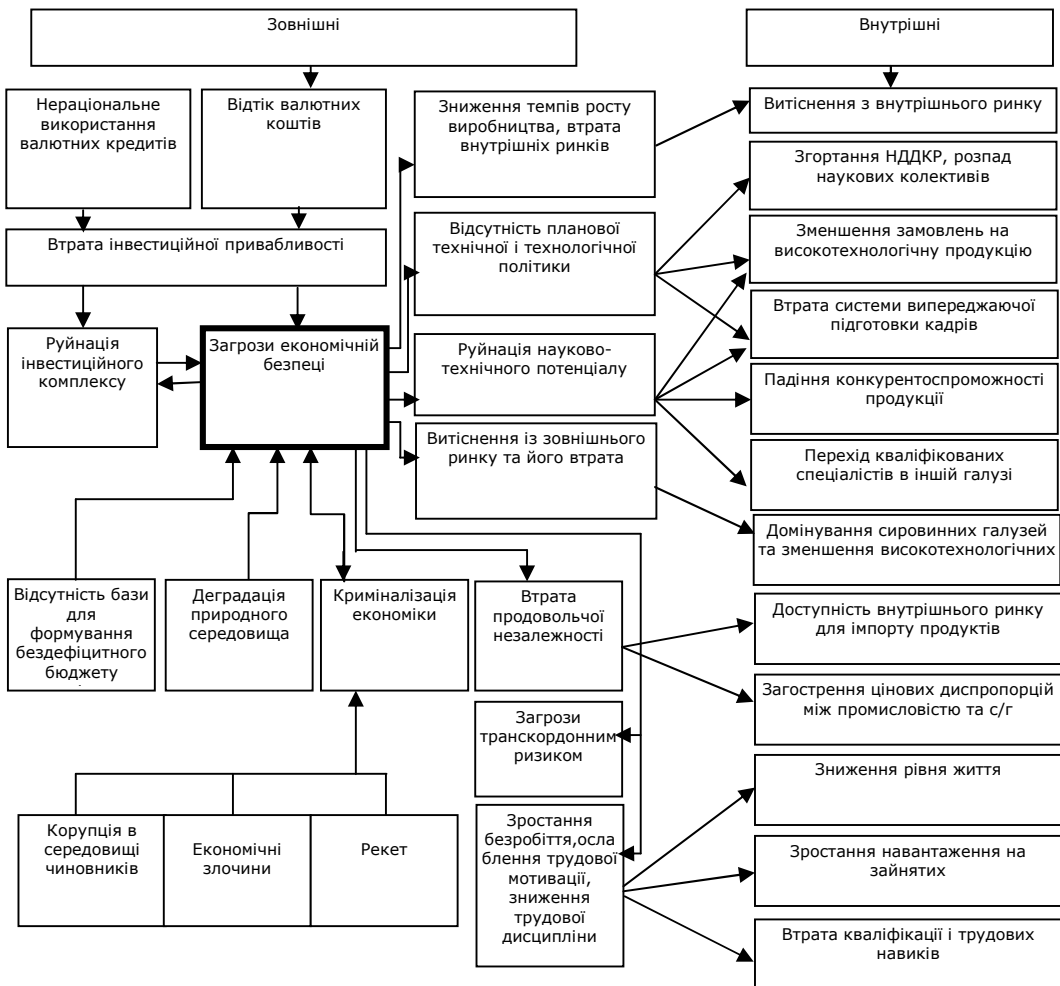 Зовнішні
Внутрішні
Нераціональне
використання
валютних кредитів
Відтік валютних
коштів
Зниження темпів росту
виробництва, втрата
внутрішніх ринків
Витіснення з внутрішнього ринку
Згортання НДДКР, розпад
наукових колективів
Втрата інвестиційної привабливості
Відсутність планової
технічної і технологічної
політики
Зменшення замовлень на
високотехнологічну продукцію
Втрата системи випереджаючої
підготовки кадрів
Руйнація
інвестиційного
комплексу
Загрози економічній
безпеці
Руйнація науково-
технічного потенціалу
Падіння конкурентоспроможності
продукції
Витіснення із зовнішнього
ринку та його втрата
Перехід кваліфікованих
спеціалістів в іншій галузі
Домінування сировинних галузей
та зменшення високотехнологічних
Відсутність бази
для
формування
бездефіцитного
бюджету
Деградація
природного
середовища
Криміналізація
економіки
Втрата
продовольчої
незалежності
Доступність внутрішнього ринку
для імпорту продуктів
Загострення цінових диспропорцій
між промисловістю та с/г
Загрози
транскордонним
ризиком
Зниження рівня життя
Корупція в
середовищі
чиновників
Економічні
злочини
Рекет
Зростання
безробіття,осла
блення трудової
мотивації,
зниження
трудової
дисципліни
Зростання навантаження на
зайнятих
Втрата кваліфікації і трудових
навиків